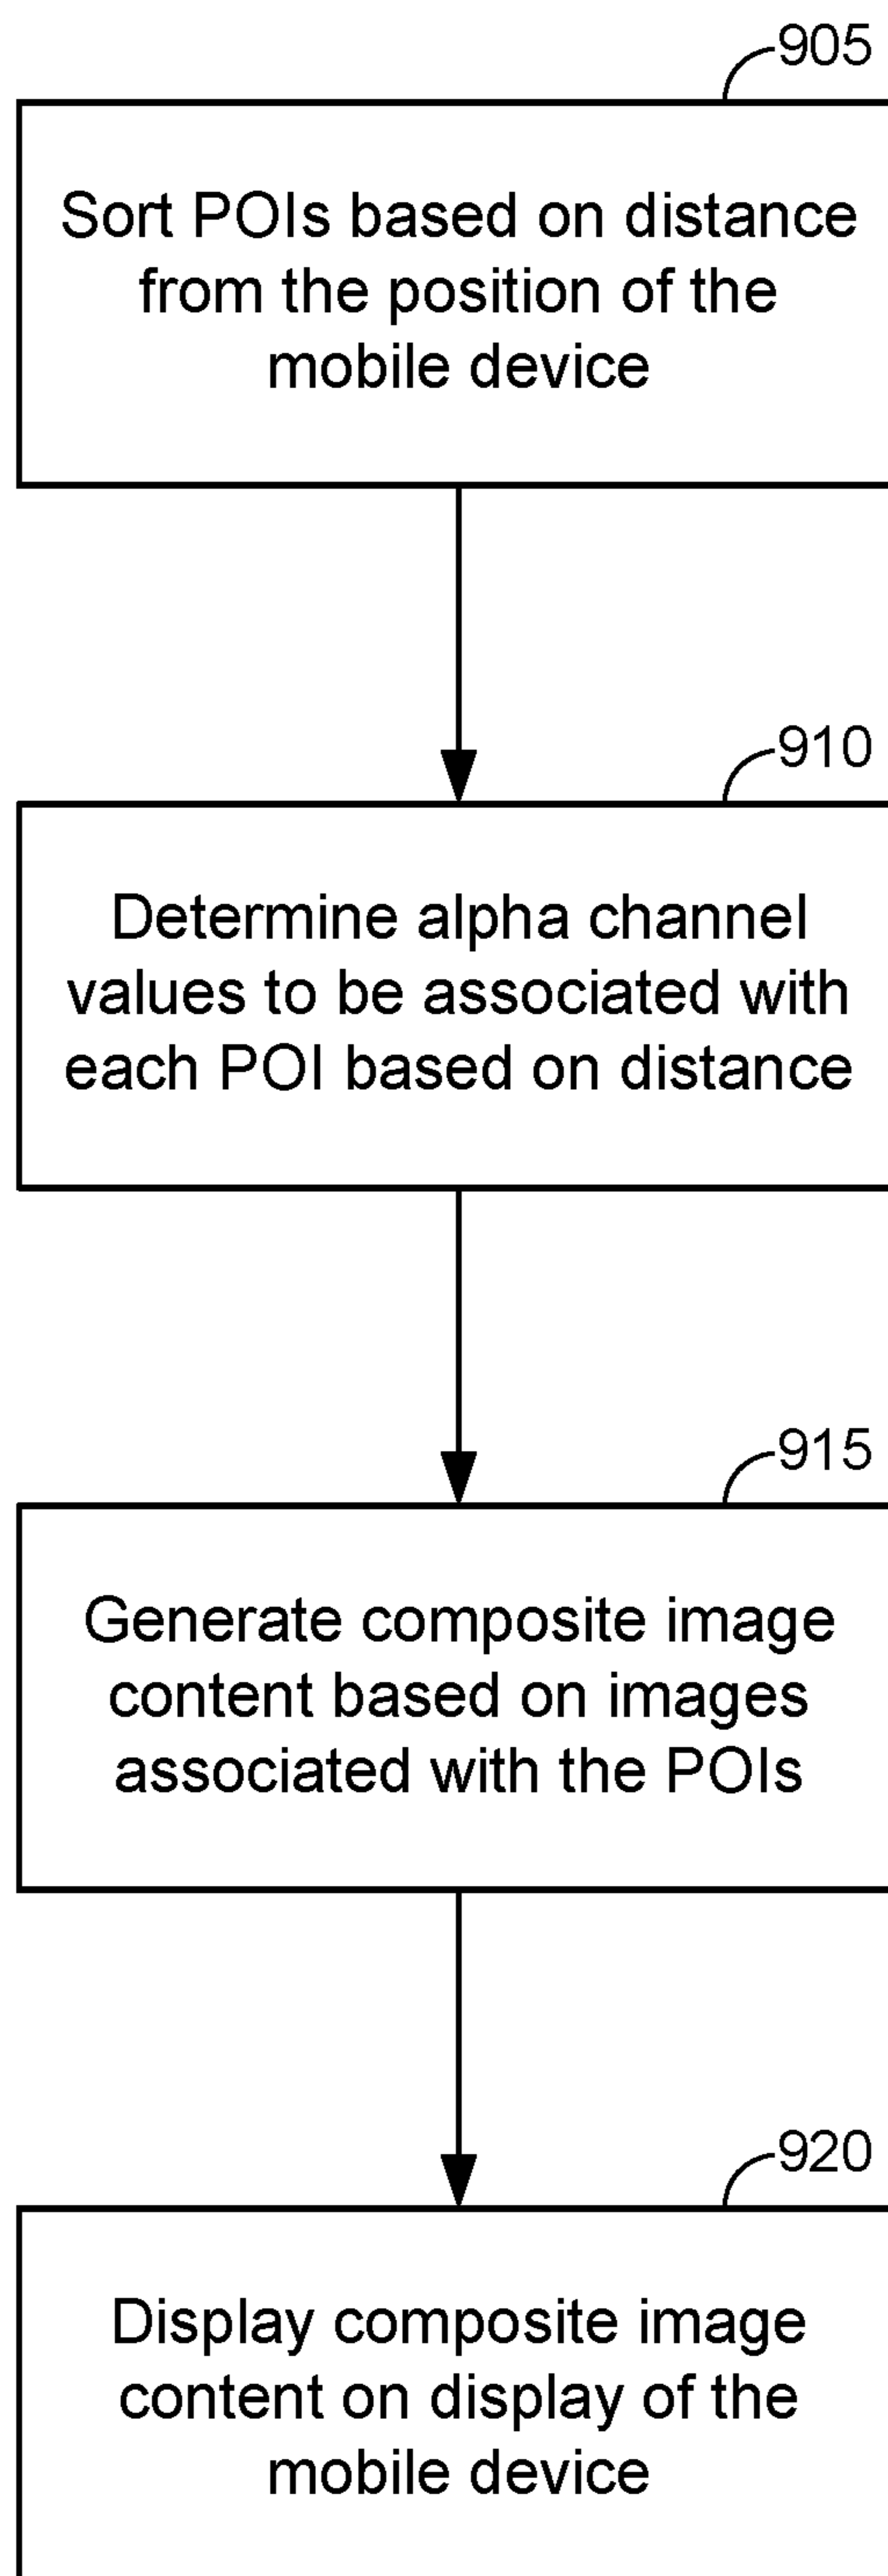 905
Sort POIs based on distance
from the position of the
mobile device
910
Determine alpha channel
values to be associated with
each POI based on distance
915
Generate composite image
content based on images
associated with the POIs
920
Display composite image
content on display of the
mobile device